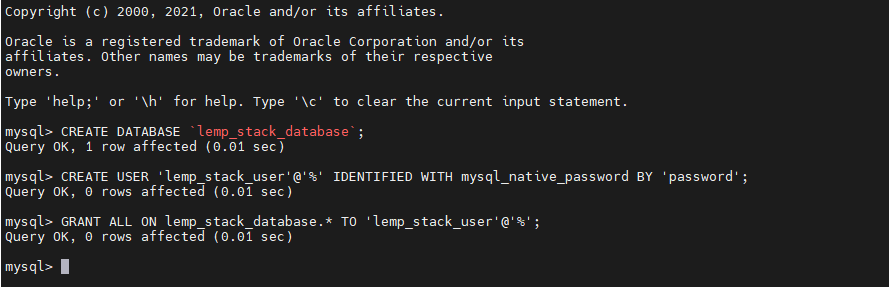 Copyright (c) 2000, 2021, Oracle and/or its affiliates.
Oracle is a registered trademark of Oracle Corporation and/or its
affiliates. Other names may be trademarks of their respective
owners.
Type 'help;' or '\h' for help. Type '\c' to clear the current input statement.
mysql> CREATE DATABASE `lemp_stack_database`;
Query OK, 1 row affected (0.01 sec)
mysql> CREATE USER 'lemp_stack_user'@'%' IDENTIFIED WITH mysql_native_password BY 'password';
Query OK, 0 rows affected (0.01 sec)
mysql> GRANT ALL ON lemp_stack_database.* TO 'lemp_stack_user'@'%';
Query OK, 0 rows affected (0.01 sec)
mysql>